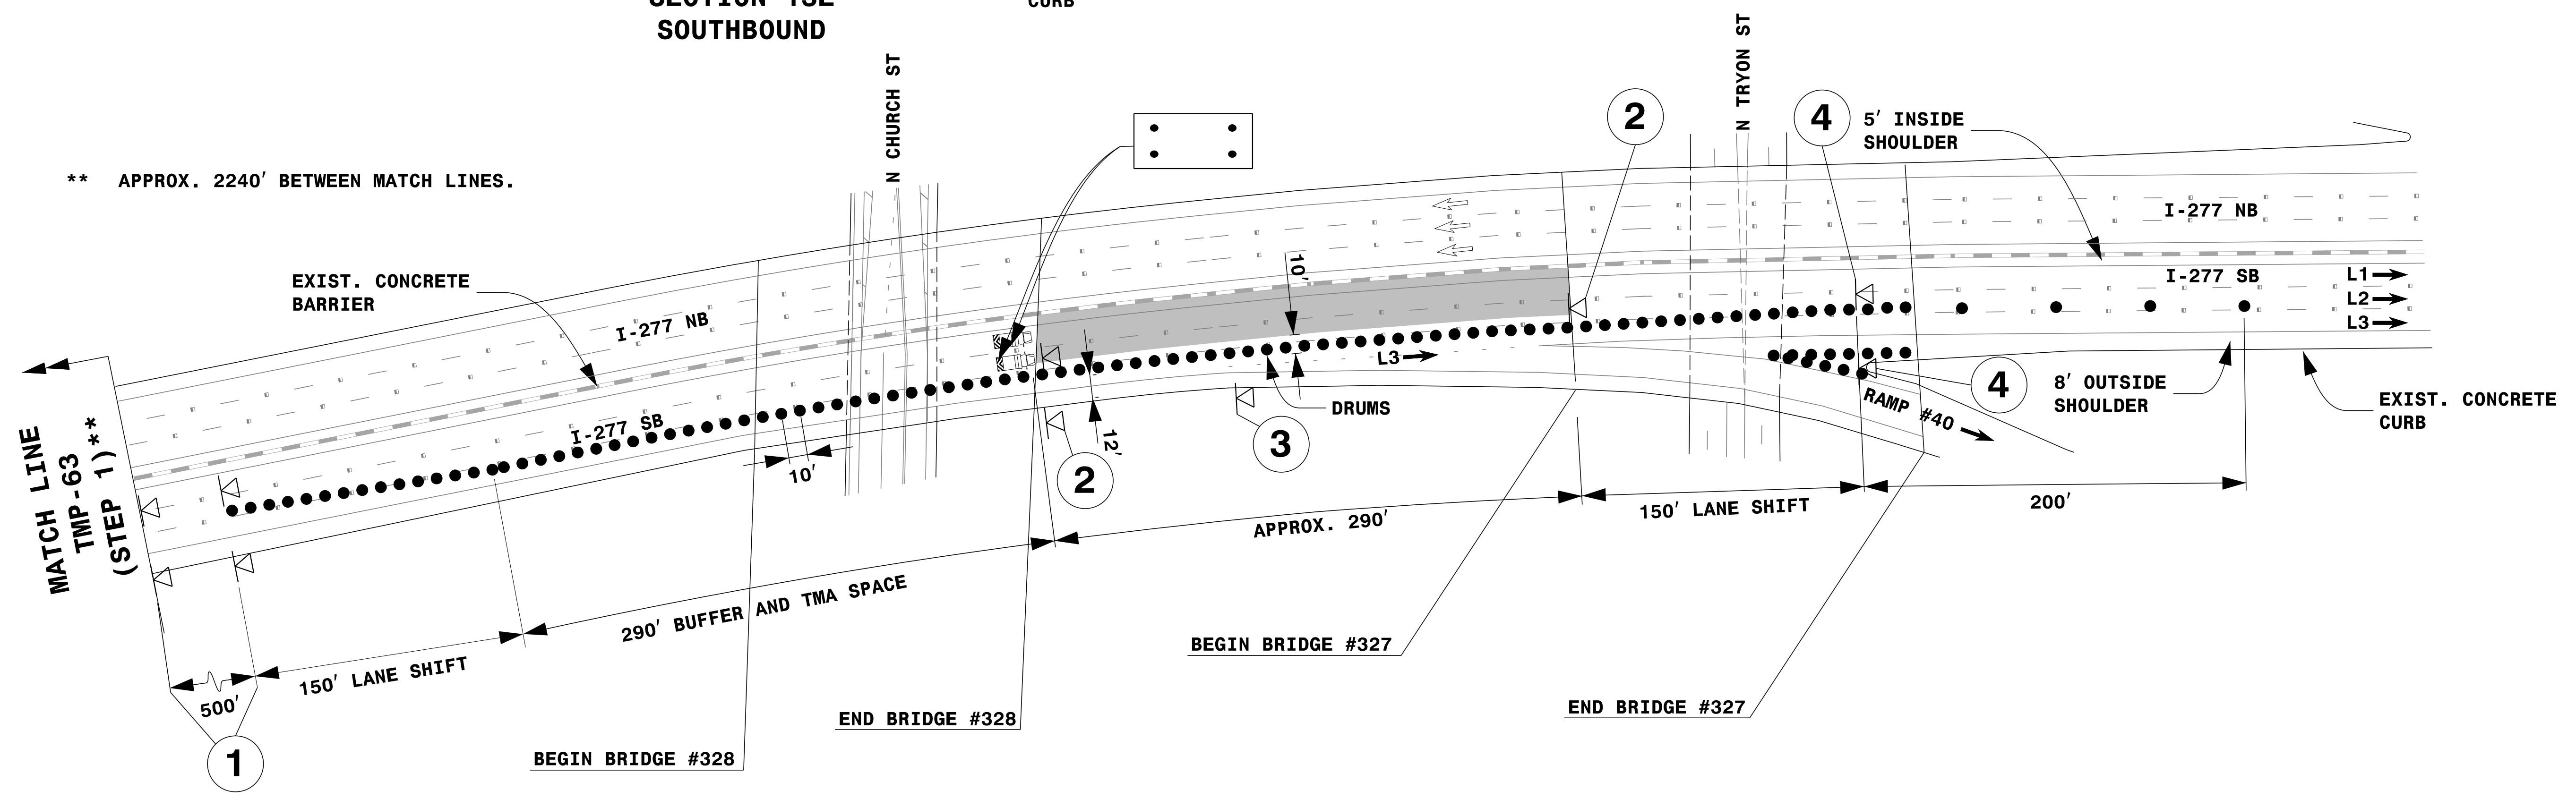 SECTION TSE
SOUTHBOUND
CURB
N CHURCH ST
N TRYON ST
2
4
5' INSIDE
SHOULDER
** APPROX. 2240' BETWEEN MATCH LINES.
I-277 NB
EXIST. CONCRETE
BARRIER
I-277 NB
10'
I-277 SB
L1
L2
L3
L3
4
8' OUTSIDE
SHOULDER
EXIST. CONCRETE
CURB
RAMP #40
DRUMS
3
12'
2
I-277 SB
10'
MATCH LINE
TMP-63
(STEP 1)**
APPROX. 290'
150' LANE SHIFT
200'
290' BUFFER AND TMA SPACE
150' LANE SHIFT
500'
1
BEGIN BRIDGE #327
END BRIDGE #327
END BRIDGE #328
BEGIN BRIDGE #328